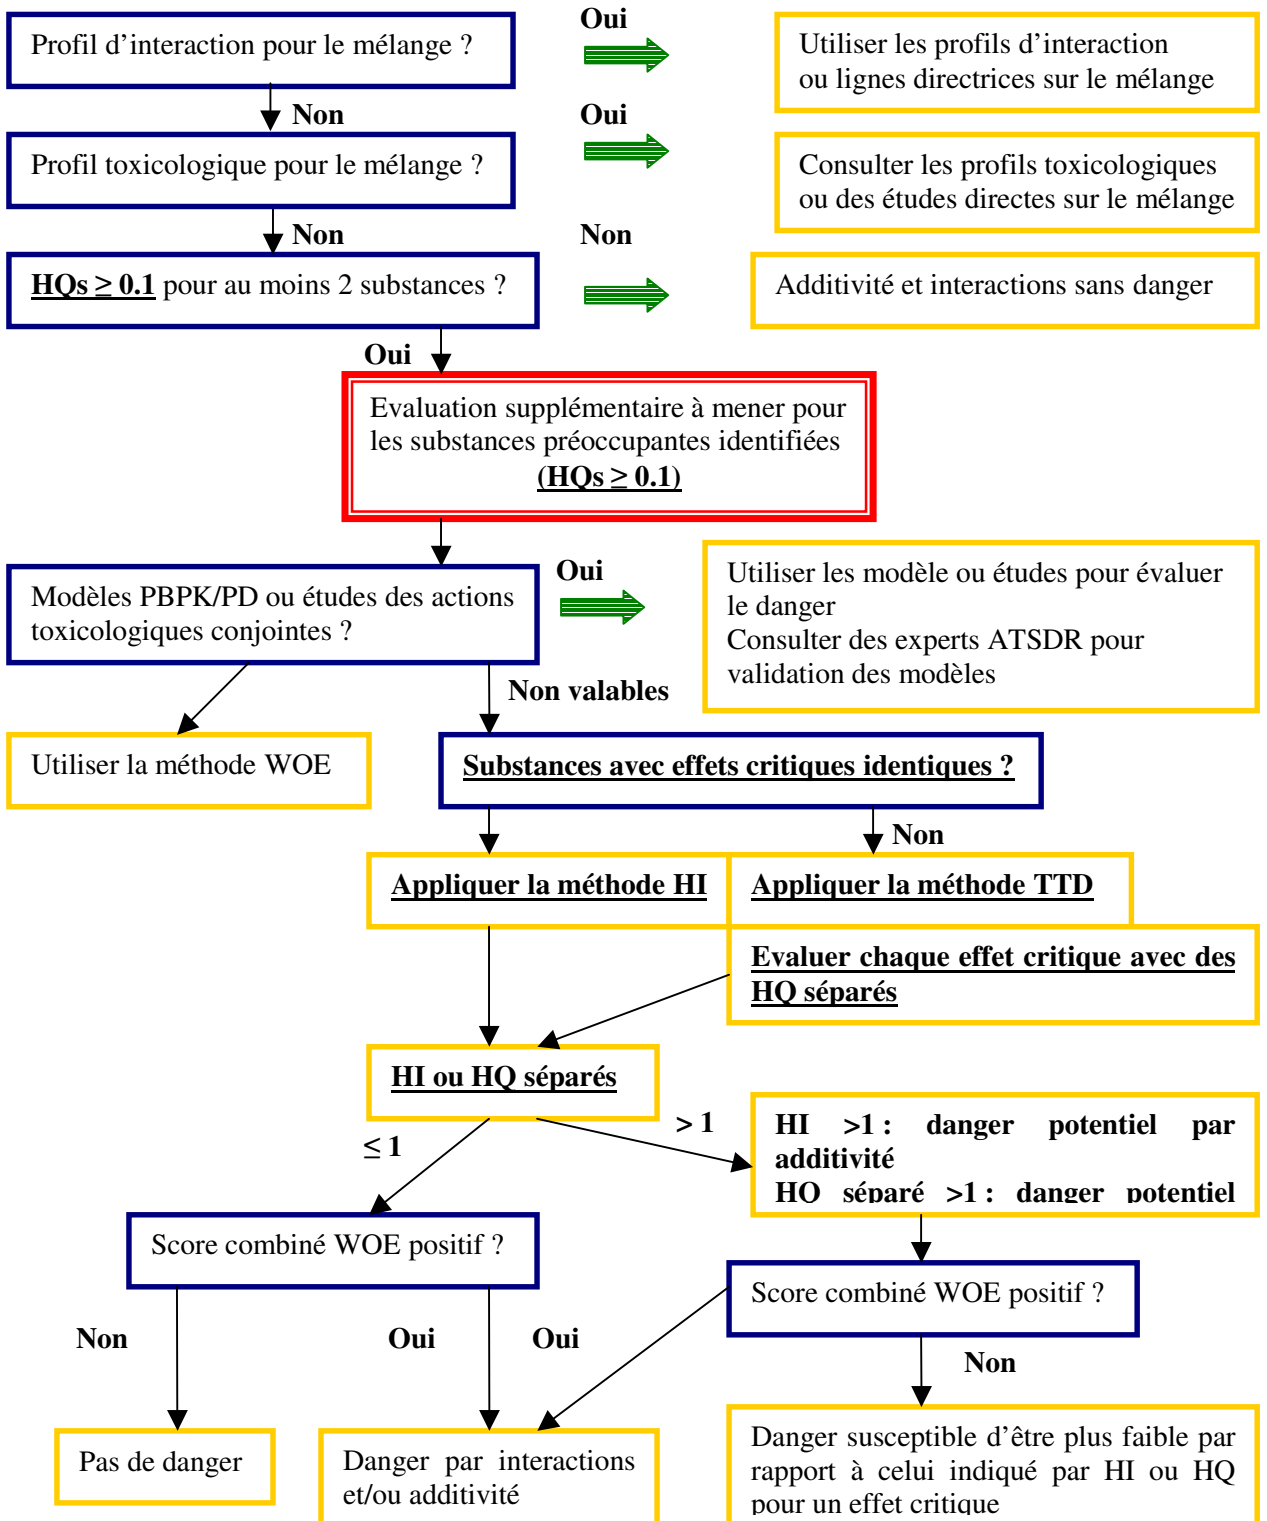 Profil d'interaction pour le mélange ?
Oui
Utiliser les profils d'interaction
ou lignes directrices sur le mélange
Non
Profil toxicologique pour le mélange ?
Oui
Consulter les profils toxicologiques
ou des études directes sur le mélange
Non
HQs ≥ 0.1 pour au moins 2 substances ?
Non
Additivité et interactions sans danger
Oui
Evaluation supplémentaire à mener pour
les substances préoccupantes identifiées
(HQs ≥ 0.1)
Modèles PBPK/PD ou études des actions
toxicologiques conjointes ?
Oui
Utiliser les modèle ou études pour évaluer
le danger
Consulter des experts ATSDR pour
validation des modèles
Non valables
Utiliser la méthode WOE
Substances avec effets critiques identiques ?
Non
Appliquer la méthode HI
Appliquer la méthode TTD
Evaluer chaque effet critique avec des
HQ séparés
HI ou HQ séparés
≤ 1
> 1
HI >1 : danger potentiel par
additivité
HQ séparé >1 : danger potentiel
Score combiné WOE positif ?
Score combiné WOE positif ?
Non
Oui
Oui
Non
Pas de danger
Danger par interactions
et/ou additivité
Danger susceptible d'être plus faible par
rapport à celui indiqué par HI ou HQ
pour un effet critique